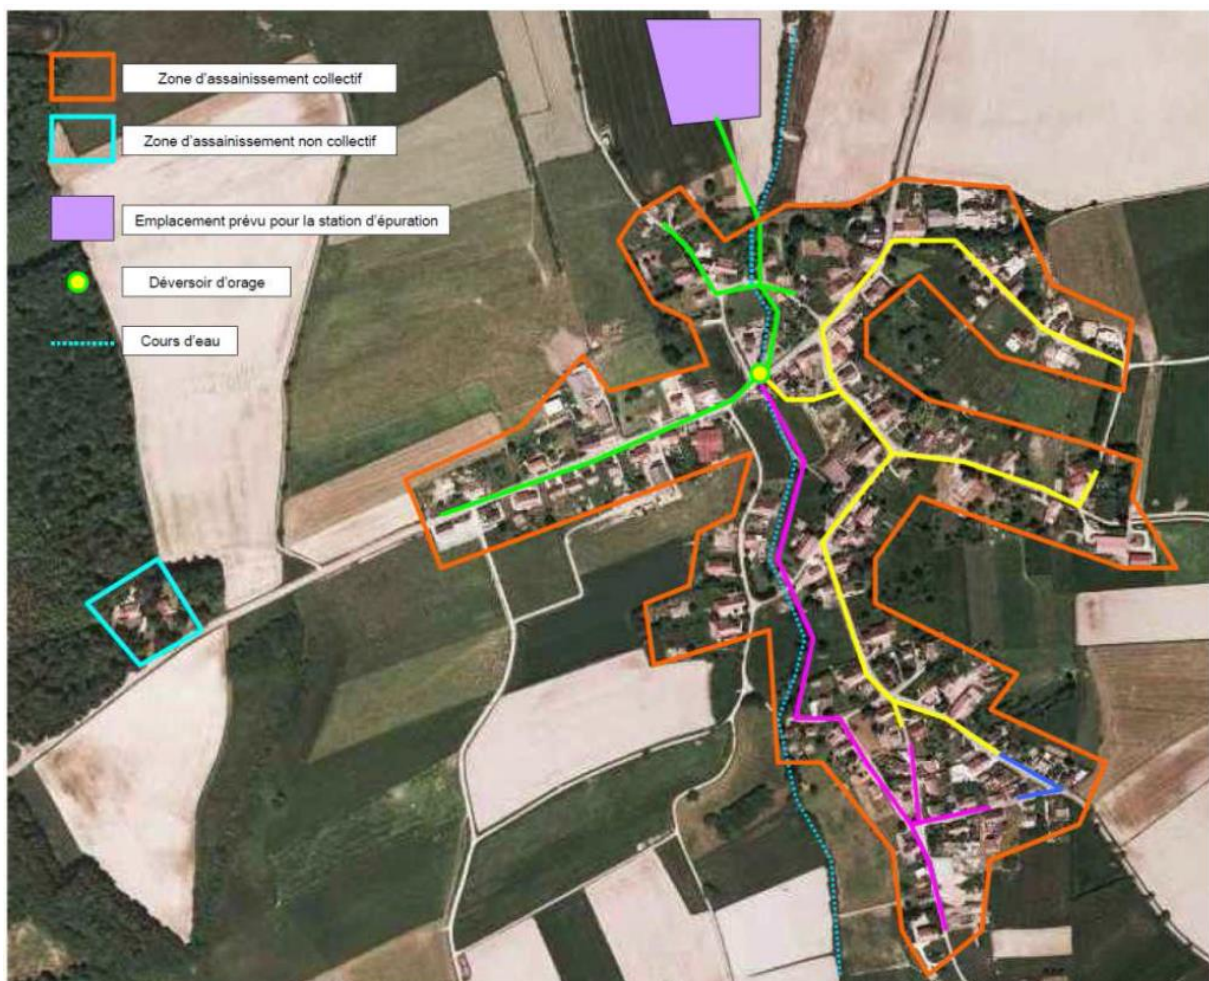 Zone d'assainissement collectif
Zone d'assainissement non collectif
Emplacement prévu pour la station d'épuration
Déversoir d'orage
Cours d'eau